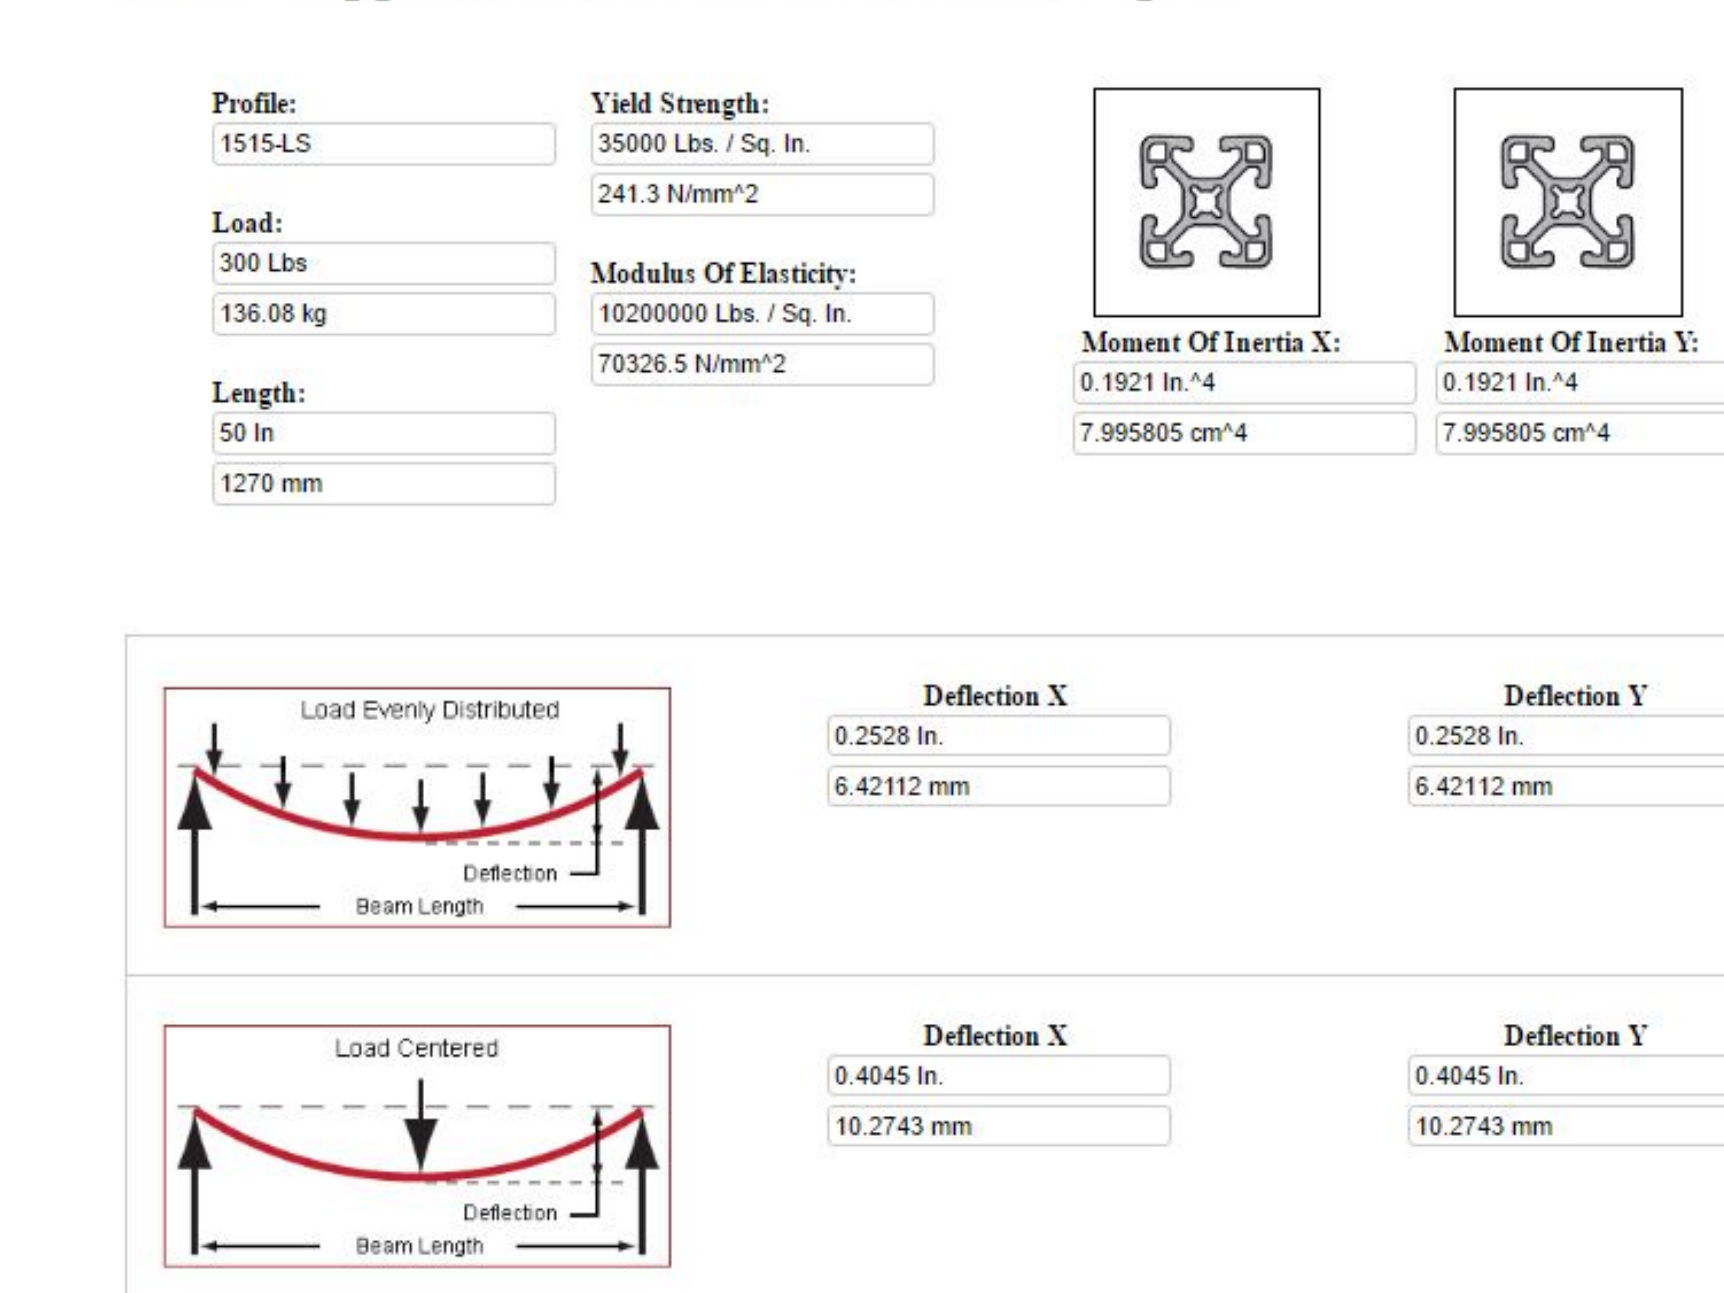 Profile:
1515-LS
Load:
300 Lbs
136.08 kg
Length:
50 In
1270 mm
Yield Strength:
35000 Lbs. / Sq. In.
241.3 N/mm^2
Modulus Of Elasticity:
10200000 Lbs. / Sq. In.
70326.5 N/mm^2
Moment Of Inertia X:
0.1921 In.^4
7.995805 cm^4
Moment Of Inertia Y:
0.1921 In.^4
7.995805 cm^4
Load Evenly Distributed
Deflection
Beam Length
Deflection X
0.2528 In.
6.42112 mm
Deflection Y
0.2528 In.
6.42112 mm
Load Centered
Deflection
Beam Length
Deflection X
0.4045 In.
10.2743 mm
Deflection Y
0.4045 In.
10.2743 mm